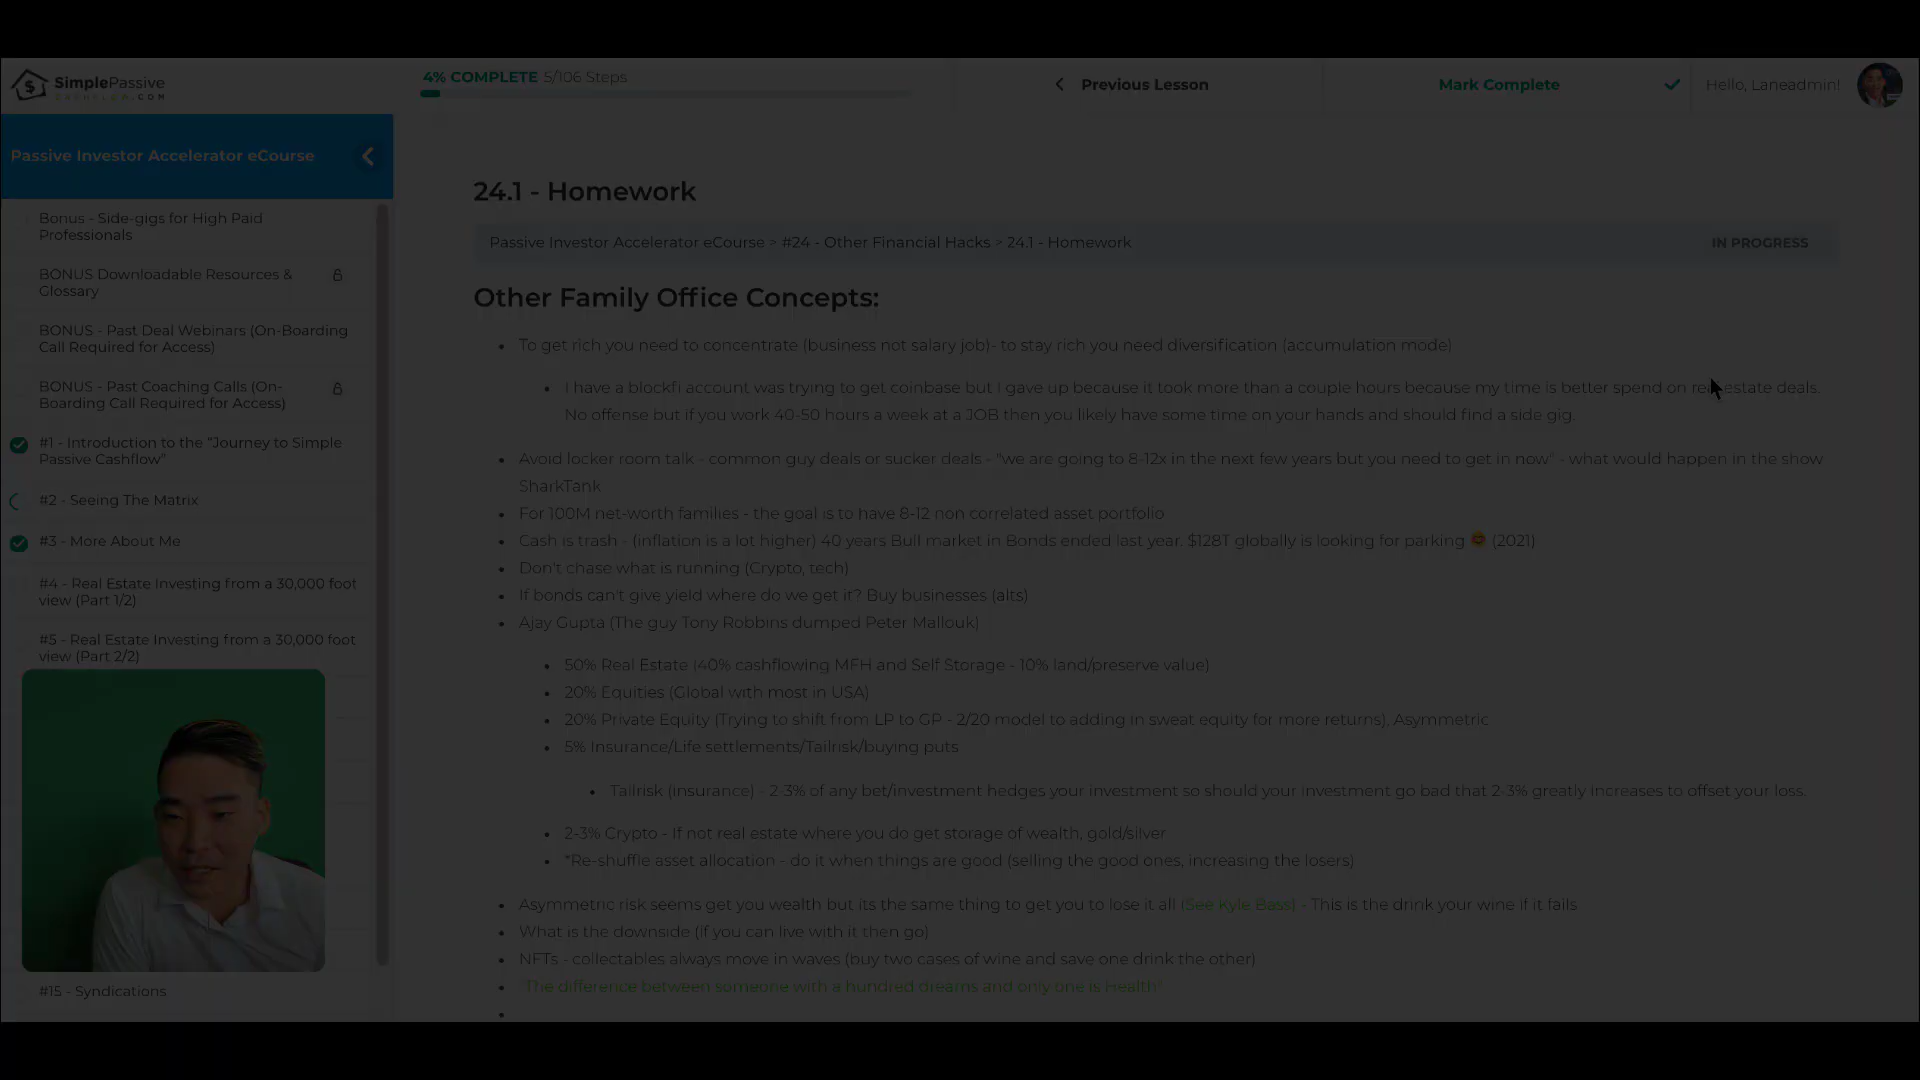 SimplePassive
CASHFLOW.COM
4% COMPLETE 5/106 Steps
Previous Lesson
Mark Complete
Hello, Laneadmin!
Passive Investor Accelerator eCourse
Bonus - Side-gigs for High Paid
Professionals
BONUS Downloadable Resources &
Glossary
BONUS - Past Deal Webinars (On-Boarding
Call Required for Access)
BONUS - Past Coaching Calls (On-
Boarding Call Required for Access)
#1 - Introduction to the "Journey to Simple
Passive Cashflow"
#2 - Seeing The Matrix
#3 - More About Me
#4 - Real Estate Investing from a 30,000 foot
view (Part 1/2)
#5 - Real Estate Investing from a 30,000 foot
view (Part 2/2)
#15 - Syndications
24.1 - Homework
Passive Investor Accelerator eCourse > #24 - Other Financial Hacks > 24.1 - Homework
IN PROGRESS
Other Family Office Concepts:
To get rich you need to concentrate (business not salary job)- to stay rich you need diversification (accumulation mode)
I have a blockfi account was trying to get coinbase but I gave up because it took more than a couple hours because my time is better spend on real estate deals.
No offense but if you work 40-50 hours a week at a JOB then you likely have some time on your hands and should find a side gig.
Avoid locker room talk - common guy deals or sucker deals - "we are going to 8-12x in the next few years but you need to get in now" - what would happen in the show
SharkTank
For 100M net-worth families - the goal is to have 8-12 non correlated asset portfolio
Cash is trash - (inflation is a lot higher) 40 years Bull market in Bonds ended last year. $128T globally is looking for parking (2021)
Don't chase what is running (Crypto, tech)
If bonds can't give yield where do we get it? Buy businesses (alts)
Ajay Gupta (The guy Tony Robbins dumped Peter Mallouk)
50% Real Estate (40% cashflowing MFH and Self Storage - 10% land/preserve value)
20% Equities (Global with most in USA)
20% Private Equity (Trying to shift from LP to GP - 2/20 model to adding in sweat equity for more returns), Asymmetric
5% Insurance/Life settlements/Tailrisk/buying puts
Tailrisk (insurance) - 2-3% of any bet/investment hedges your investment so should your investment go bad that 2-3% greatly increases to offset your loss.
2-3% Crypto - If not real estate where you do get storage of wealth, gold/silver
*Re-shuffle asset allocation - do it when things are good (selling the good ones, increasing the losers)
Asymmetric risk seems get you wealth but its the same thing to get you to lose it all (See Kyle Bass) - This is the drink your wine if it fails
What is the downside (if you can live with it then go)
NFTs - collectables always move in waves (buy two cases of wine and save one drink the other)
"The difference between someone with a hundred dreams and only one is Health"